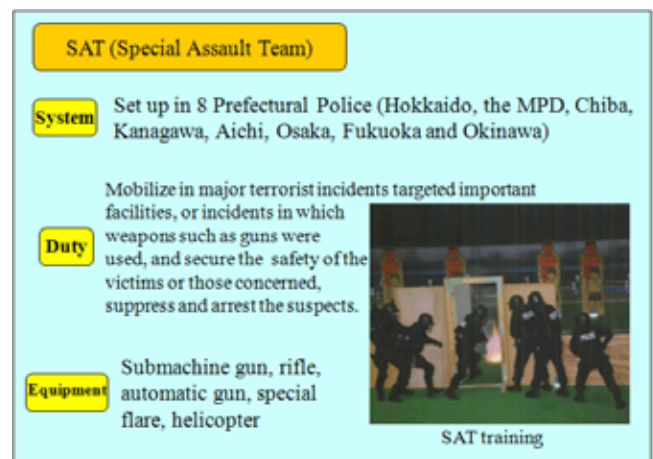 SAT (Special Assault Team)
System
Set up in 8 Prefectural Police (Hokkaido, the MPD, Chiba,
Kanagawa, Aichi, Osaka, Fukuoka and Okinawa)
Duty
Mobilize in major terrorist incidents targeted important
facilities, or incidents in which
weapons such as guns were
used, and secure the safety of the
victims or those concerned,
suppress and arrest the suspects.
Equipment
Submachine gun, rifle,
automatic gun, special
flare, helicopter
SAT training